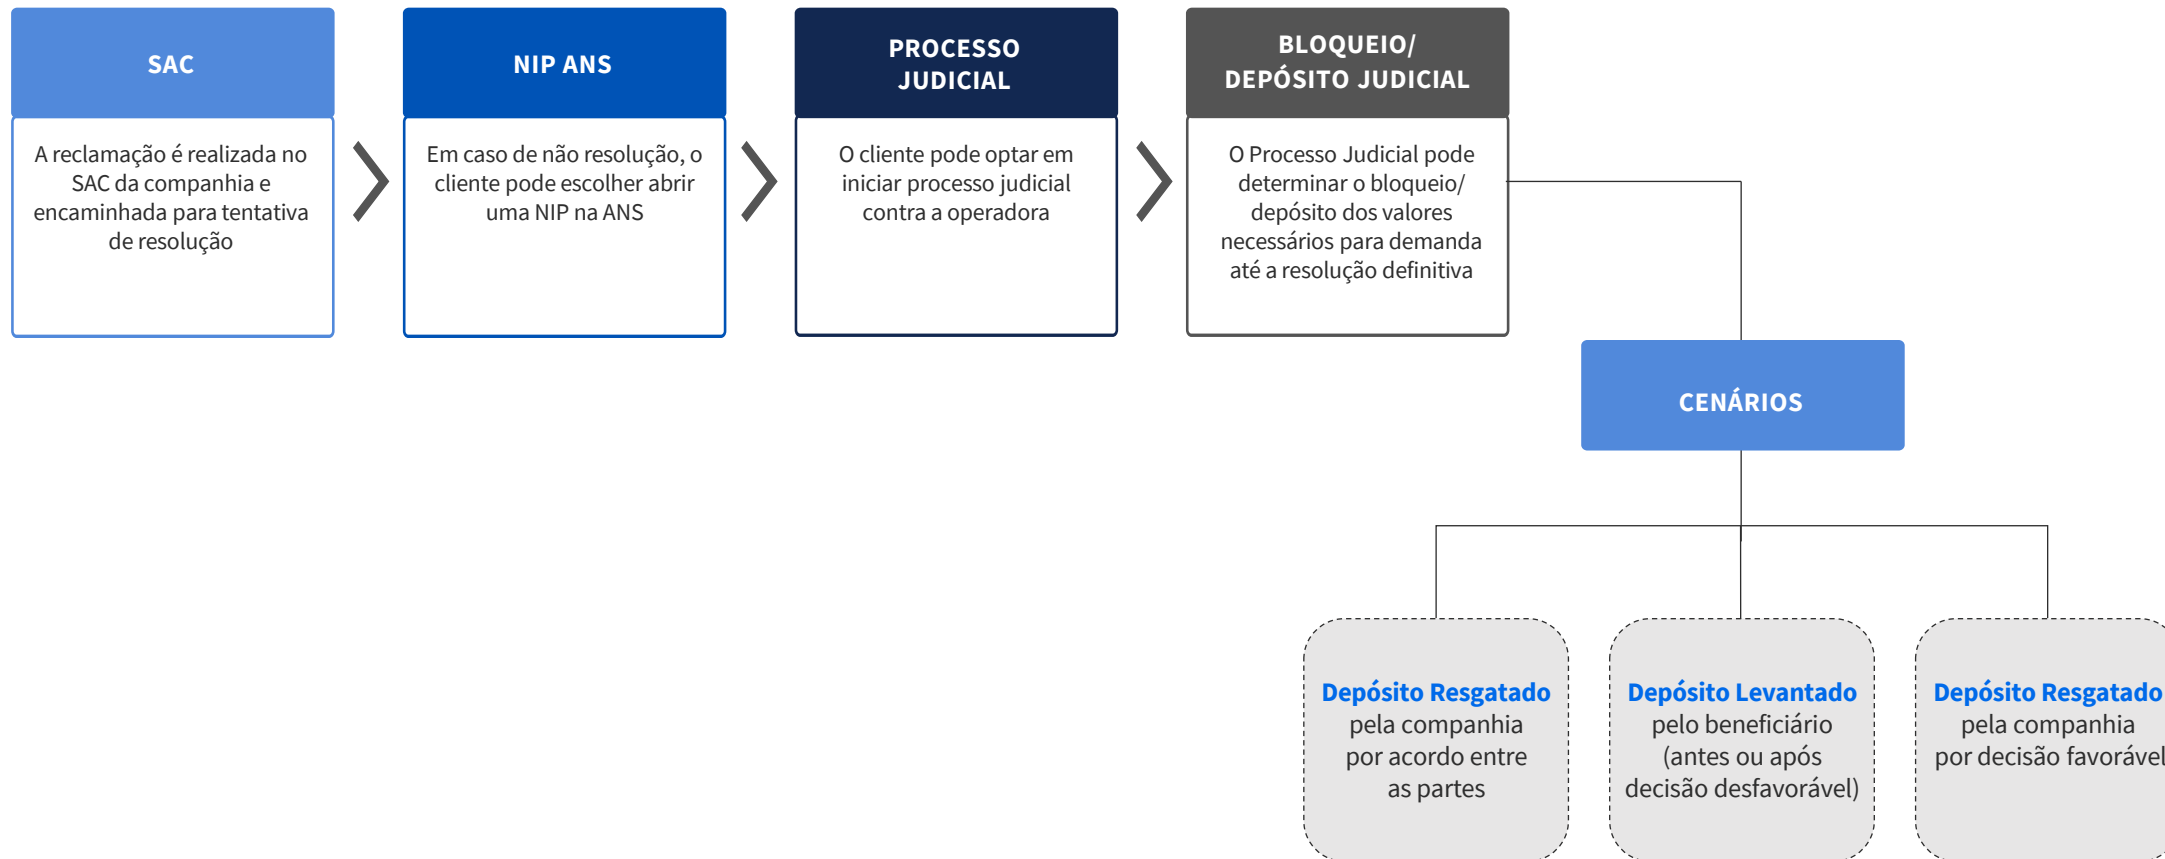 SAC
A reclamação é realizada no
SAC da companhia e
encaminhada para tentativa
de resolução
NIP ANS
Em caso de não resolução, o
cliente pode escolher abrir
uma NIP na ANS
PROCESSO
JUDICIAL
O cliente pode optar em
iniciar processo judicial
contra a operadora
BLOQUEIO/
DEPÓSITO JUDICIAL
O Processo Judicial pode
determinar o bloqueio/
depósito dos valores
necessários para demanda
até a resolução definitiva
CENÁRIOS
Depósito Resgatado
pela companhia
por acordo entre
as partes
Depósito Levantado
pelo beneficiário
(antes ou após
decisão desfavorável)
Depósito Resgatado
pela companhia
por decisão favorável